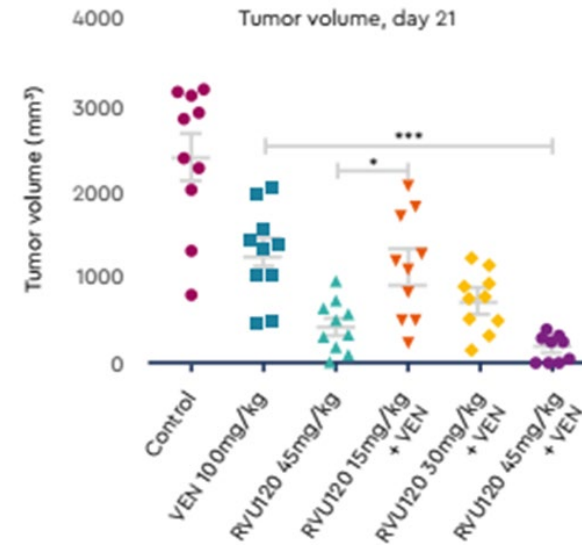 Tumor volume, day 21
Tumor volume (mm³)
4000
3000
2000
1000
0
***
*
Control
VEN 100mg/kg
RVU120 45mg/kg
RVU120 15mg/kg
+ VEN
RVU120 30mg/kg
+ VEN
RVU120 45mg/kg
+ VEN